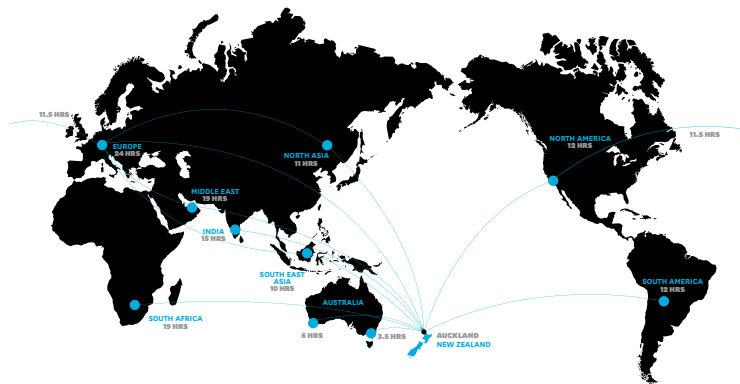 11.5 HRS
EUROPE
24 HRS
NORTH ASIA
11 HRS
NORTH AMERICA
12 HRS
11.5 HRS
MIDDLE EAST
19 HRS
INDIA
15 HRS
SOUTH EAST
ASIA
10 HRS
SOUTH AMERICA
12 HRS
AUSTRALIA
SOUTH AFRICA
19 HRS
6 HRS
3.5 HRS
AUCKLAND
NEW ZEALAND